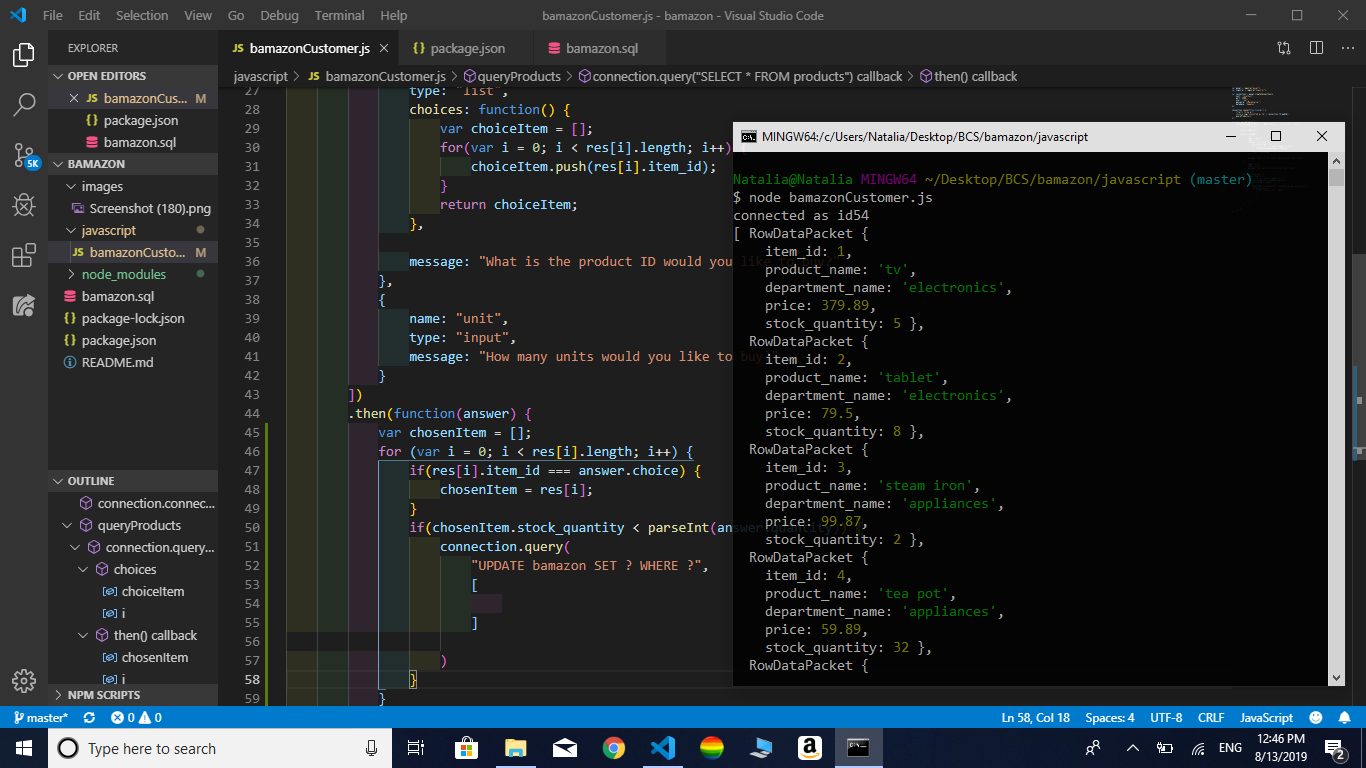 File Edit Selection View Go Debug Terminal Help
bamazonCustomer.js - bamazon - Visual Studio Code
EXPLORER
OPEN EDITORS
JS bamazonCus... M
{} package.json
bamazon.sql
5K
BAMAZON
images
Screenshot (180).png
javascript
JS bamazonCusto... M
node_modules
bamazon.sql
{} package-lock.json
{} package.json
README.md
OUTLINE
connection.connec...
queryProducts
connection.query...
choices
choiceItem
i
then() callback
chosenItem
i
NPM SCRIPTS
JS bamazonCustomer.js
{} package.json
bamazon.sql
javascript > JS bamazonCustomer.js > queryProducts > connection.query("SELECT * FROM products") callback > then() callback
27 type: "list",
28 choices: function() {
29 var choiceItem = [];
30 for(var i = 0; i < res[i].length; i++) {
31 choiceItem.push(res[i].item_id);
32 }
33 return choiceItem;
34 },
35
36 message: "What is the product ID would you like to buy?"
37 },
38 {
39 name: "unit",
40 type: "input",
41 message: "How many units would you like to buy
42 }
43 ])
44 .then(function(answer) {
45 var chosenItem = [];
46 for (var i = 0; i < res[i].length; i++) {
47 if(res[i].item_id === answer.choice) {
48 chosenItem = res[i];
49 }
50 if(chosenItem.stock_quantity < parseInt(answer.quantity)) {
51 connection.query(
52 "UPDATE bamazon SET ? WHERE ?",
53 [
54
55 ]
56
57 )
58 }
59 }
MINGW64:/c/Users/Natalia/Desktop/BCS/bamazon/javascript
Natalia@Natalia MINGW64 ~/Desktop/BCS/bamazon/javascript (master)
$ node bamazonCustomer.js
connected as id54
[ RowDataPacket {
item_id: 1,
product_name: 'tv',
department_name: 'electronics',
price: 379.89,
stock_quantity: 5 },
RowDataPacket {
item_id: 2,
product_name: 'tablet',
department_name: 'electronics',
price: 79.5,
stock_quantity: 8 },
RowDataPacket {
item_id: 3,
product_name: 'steam iron',
department_name: 'appliances',
price: 99.87,
stock_quantity: 2 },
RowDataPacket {
item_id: 4,
product_name: 'tea pot',
department_name: 'appliances',
price: 59.89,
stock_quantity: 32 },
RowDataPacket {
master* 0 0
Ln 58, Col 18 Spaces: 4 UTF-8 CRLF JavaScript
Type here to search
ENG
12:46 PM
8/13/2019
2